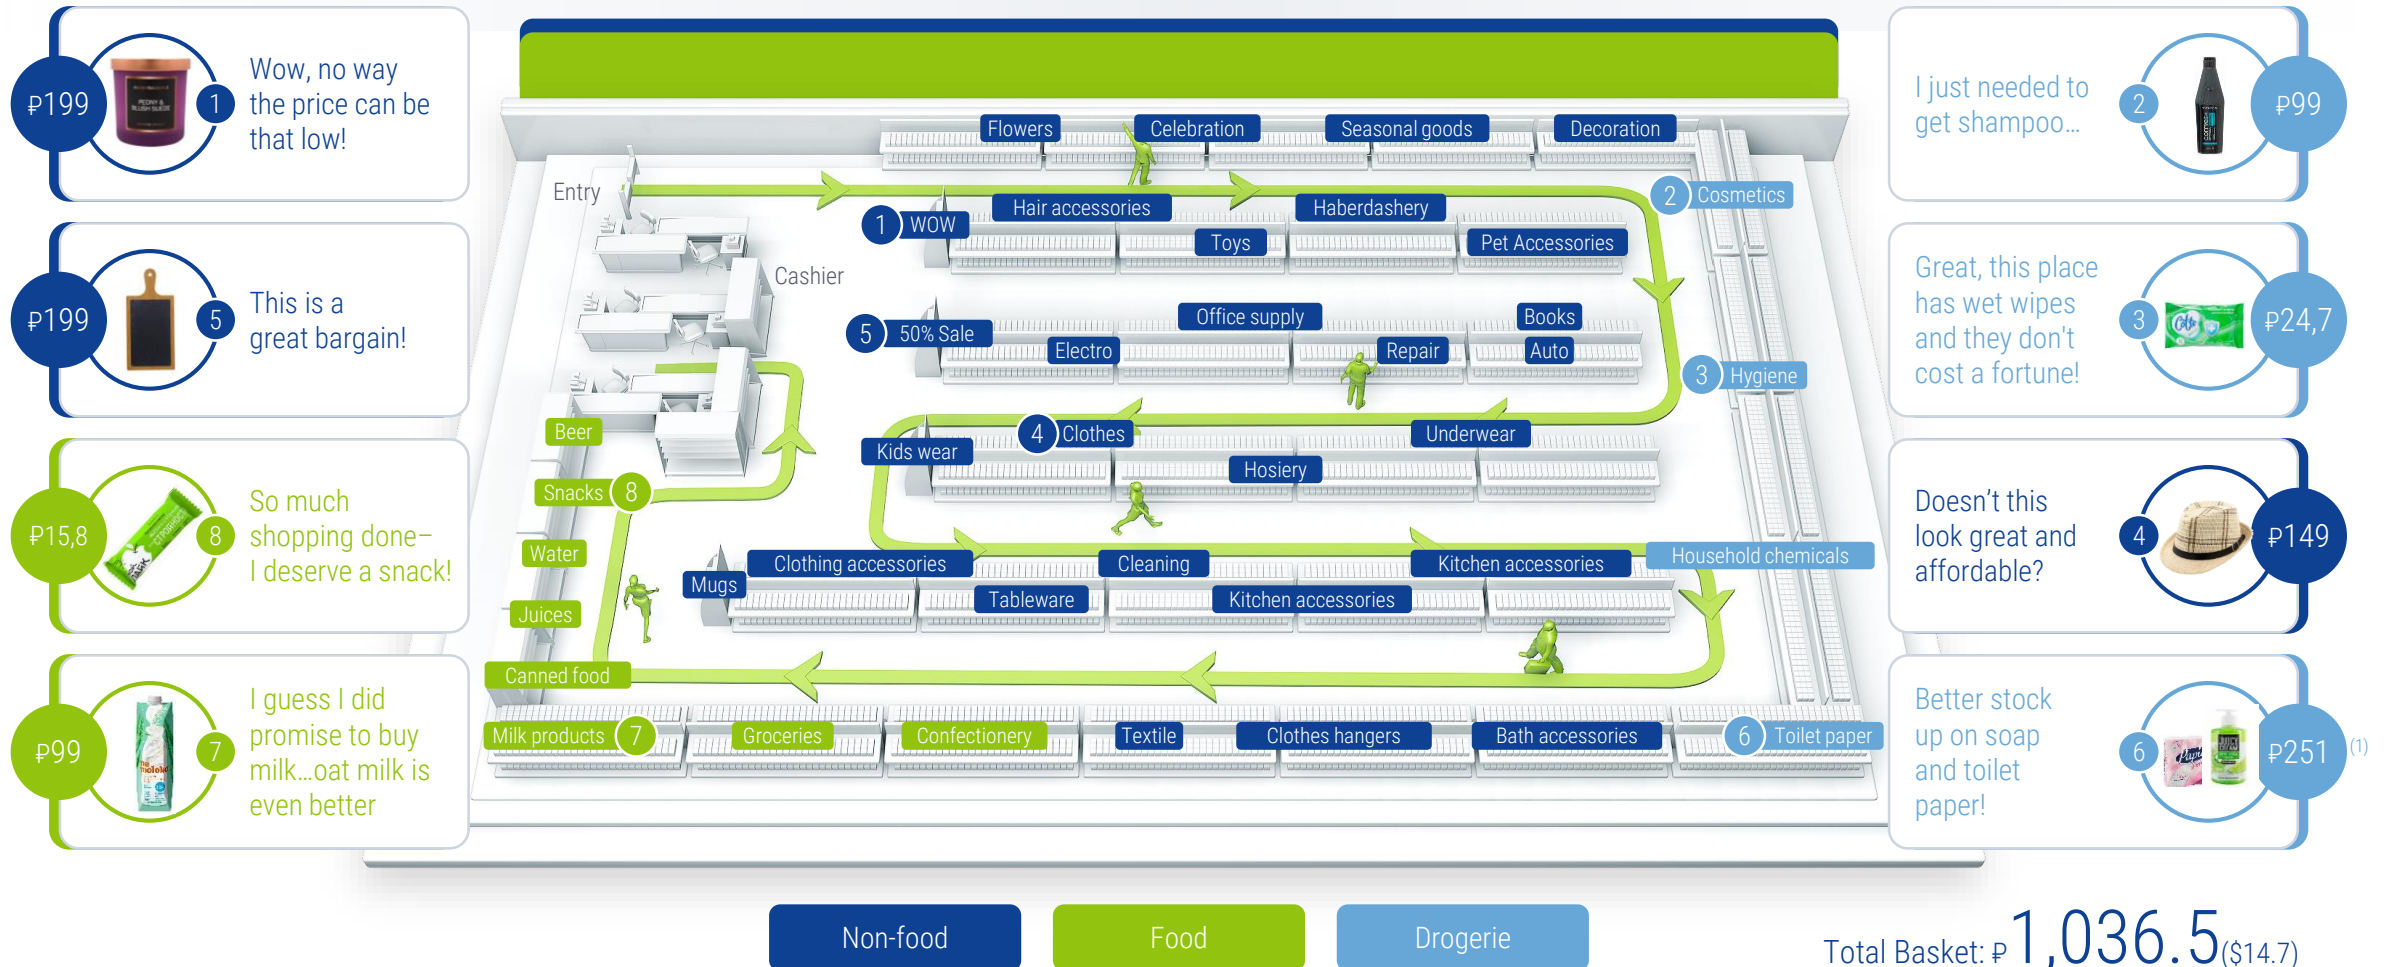 ₽199
1
Wow, no way
the price can be
that low!
₽199
5
This is a
great bargain!
₽15,8
8
So much
shopping done–
I deserve a snack!
₽99
7
I guess I did
promise to buy
milk...oat milk is
even better
Flowers
Celebration
Seasonal goods
Decoration
Entry
2 Cosmetics
Hair accessories
Haberdashery
1 WOW
Toys
Pet Accessories
Cashier
Office supply
Books
5 50% Sale
Electro
Repair
Auto
3 Hygiene
Beer
4 Clothes
Underwear
Kids wear
Hosiery
Snacks 8
Water
Clothing accessories
Cleaning
Kitchen accessories
Household chemicals
Mugs
Tableware
Kitchen accessories
Juices
Canned food
Milk products 7
Groceries
Confectionery
Textile
Clothes hangers
Bath accessories
6 Toilet paper
I just needed to
get shampoo...
2
₽99
Great, this place
has wet wipes
and they don't
cost a fortune!
3
₽24,7
Doesn’t this
look great and
affordable?
4
₽149
Better stock
up on soap
and toilet
paper!
6
₽251 (1)
Non-food
Food
Drogerie
Total Basket: ₽ 1,036.5 ($14.7)